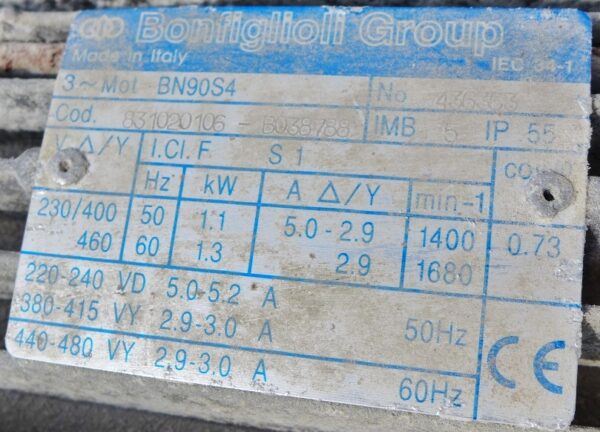 Bonfiglioli Group
Made in Italy IEC 34-1
3~Mot BN90S4 No
Cod. 831020106 - B038788 IMB 5 IP 55
V Δ/Y I.Cl.F S1
Hz kW A Δ/Y min.-1
230/400 50 1.1 5.0-2.9 1400 0.73
460 60 1.3 2.9 1680
220-240 VD 5.0-5.2 A
380-415 VY 2.9-3.0 A 50Hz
440-480 VY 2.9-3.0 A 60Hz
CE